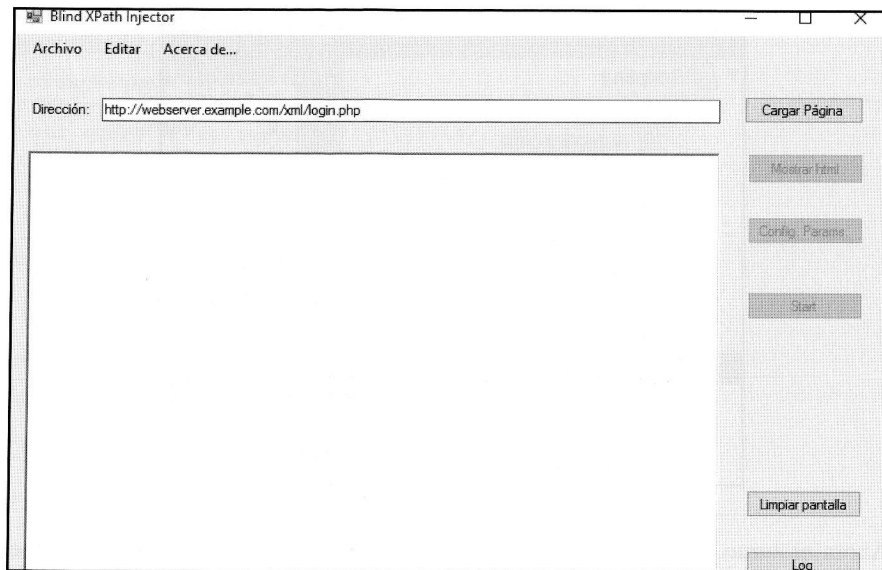 Blind XPath Injector
Archivo Editar Acerca de...
Dirección: http://webserver.example.com/xml/login.php Cargar Página
Mostrar html
Config. Params.
Start
Limpiar pantalla
Log